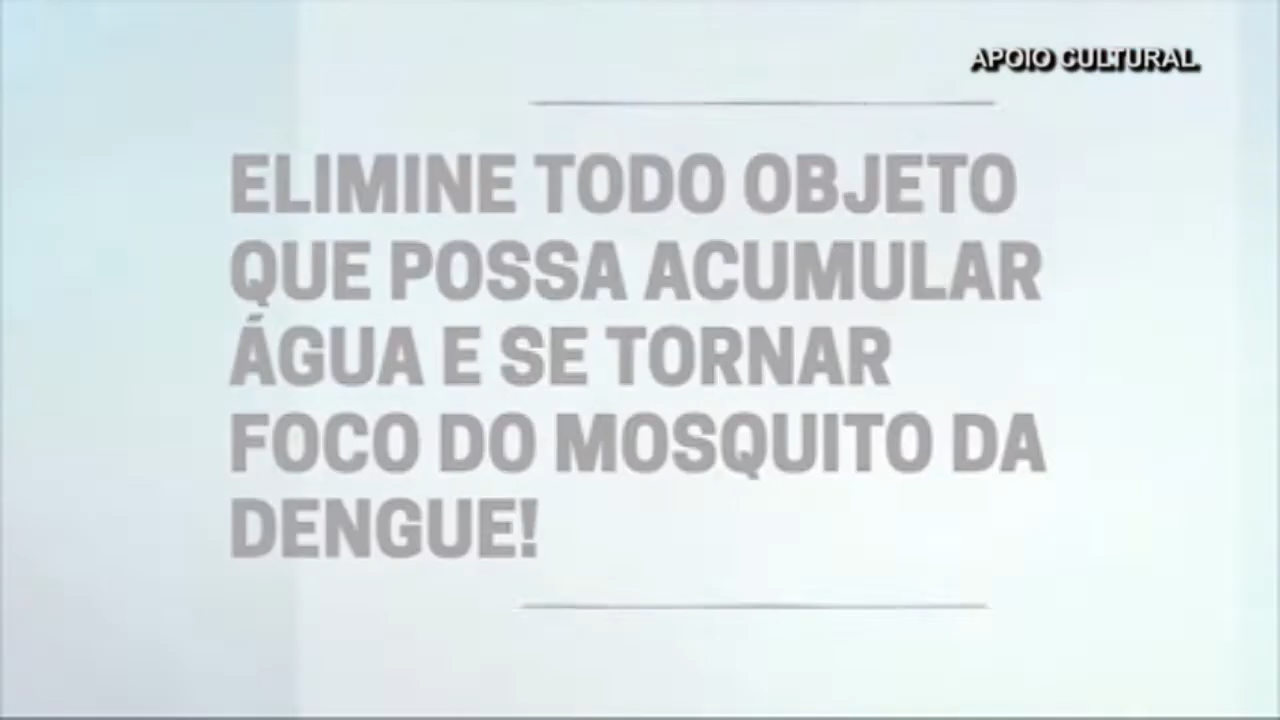 APOIO CULTURAL
ELIMINE TODO OBJETO
QUE POSSA ACUMULAR
ÁGUA E SE TORNAR
FOCO DO MOSQUITO DA
DENGUE!